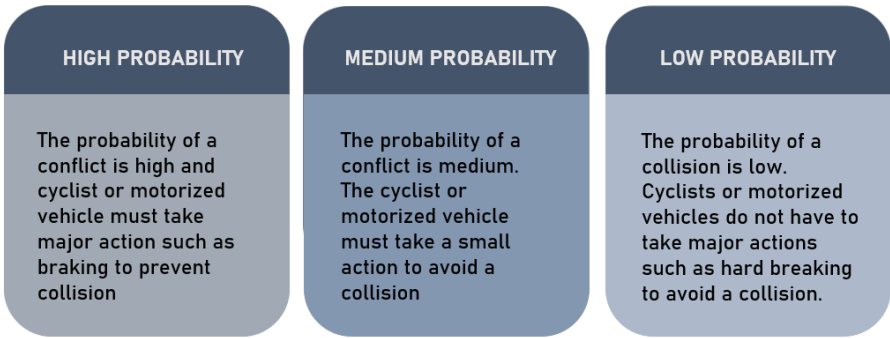 HIGH PROBABILITY
The probability of a
conflict is high and
cyclist or motorized
vehicle must take
major action such as
braking to prevent
collision
MEDIUM PROBABILITY
The probability of a
conflict is medium.
The cyclist or
motorized vehicle
must take a small
action to avoid a
collision
LOW PROBABILITY
The probability of a
collision is low.
Cyclists or motorized
vehicles do not have to
take major actions
such as hard breaking
to avoid a collision.